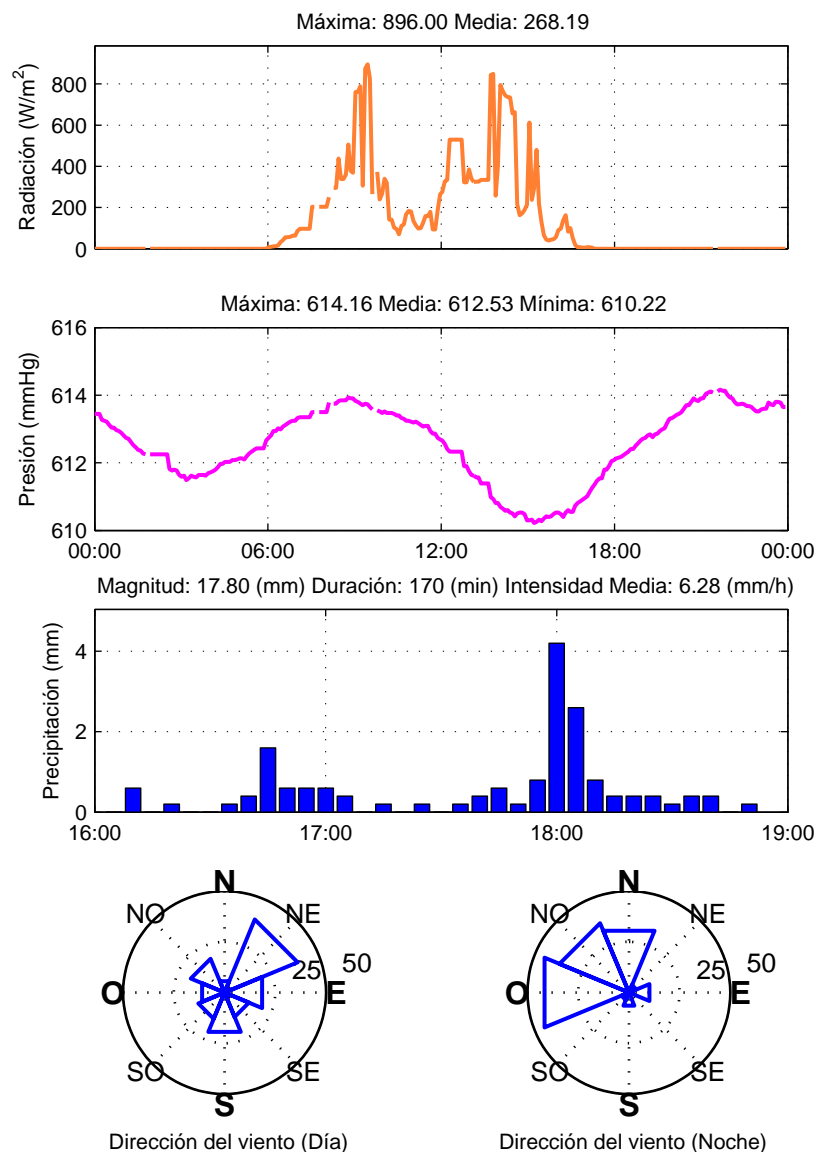 Máxima: 896.00 Media: 268.19
Radiación (W/m²)
800
600
400
200
0
Máxima: 614.16 Media: 612.53 Mínima: 610.22
Presión (mmHg)
616
614
612
610
00:00 06:00 12:00 18:00 00:00
Magnitud: 17.80 (mm) Duración: 170 (min) Intensidad Media: 6.28 (mm/h)
Precipitación (mm)
4
2
0
16:00 17:00 18:00 19:00
N
NO NE
25 50
O E
SO SE
S
Dirección del viento (Día)
N
NO NE
25 50
O E
SO SE
S
Dirección del viento (Noche)